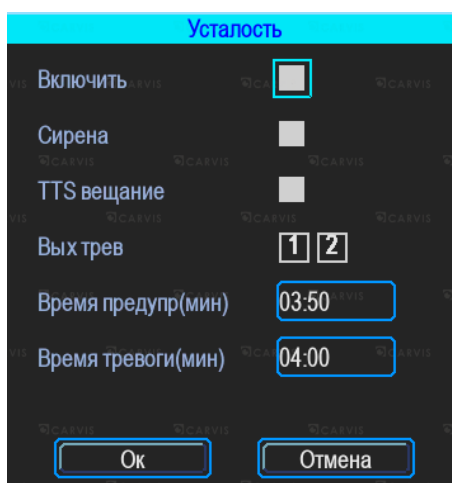 Усталость
Включить
Сирена
TTS вещание
Вых трев 1 2
Время предупр(мин) 03:50
Время тревоги(мин) 04:00
Ок Отмена